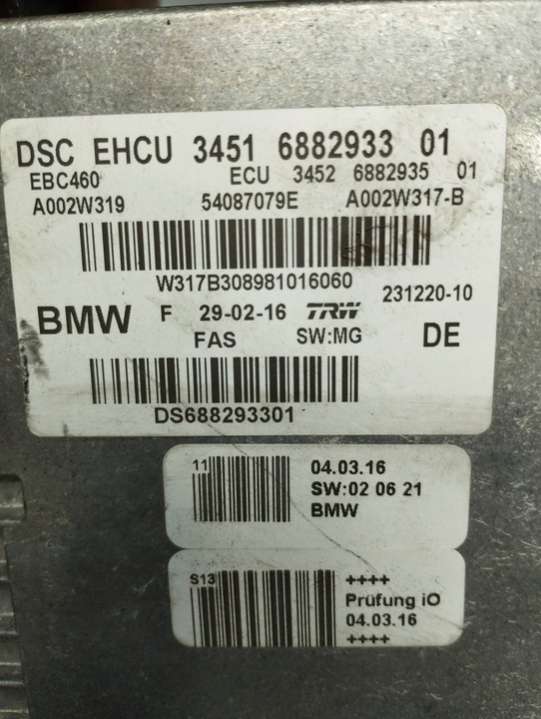 DSC EHCU 3451 6882933 01
EBC460 ECU 3452 6882935 01
A002W319 54087079E A002W317-B
W317B308981016060
231220-10
BMW F 29-02-16 TRW
FAS SW:MG DE
DS688293301
11 04.03.16
SW:02 06 21
BMW
S13 ++++
Prüfung iO
04.03.16
++++